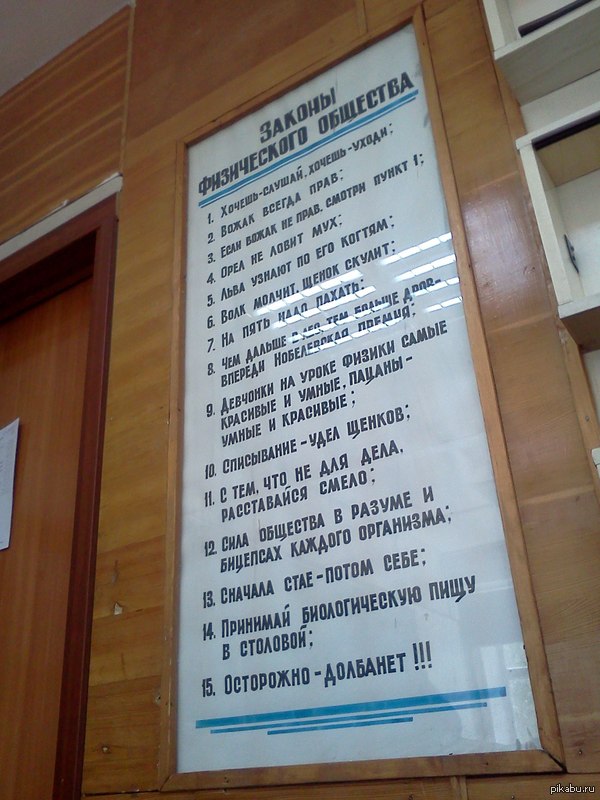 Законы
физического общества
1. Хочешь-слушай, хочешь-уходи;
2. Вожак всегда прав;
3. Если вожак не прав, смотри пункт 1;
4. Орел не ловит мух;
5. Льва узнают по его когтям;
6. Волк молчит, щенок скулит;
7. На пять надо пахать;
8. Чем дальше в лес, тем больше дров-
впереди Нобелевская премия;
9. Девчонки на уроке физики самые
красивые и умные, пацаны-
умные и красивые;
10. Списывание-удел щенков;
11. С тем, что не для дела,
расставайся смело;
12. Сила общества в разуме и
бицепсах каждого организма;
13. Сначала стае-потом себе;
14. Принимай биологическую пищу
в столовой;
15. Осторожно-долбанет!!!
pikabu.ru